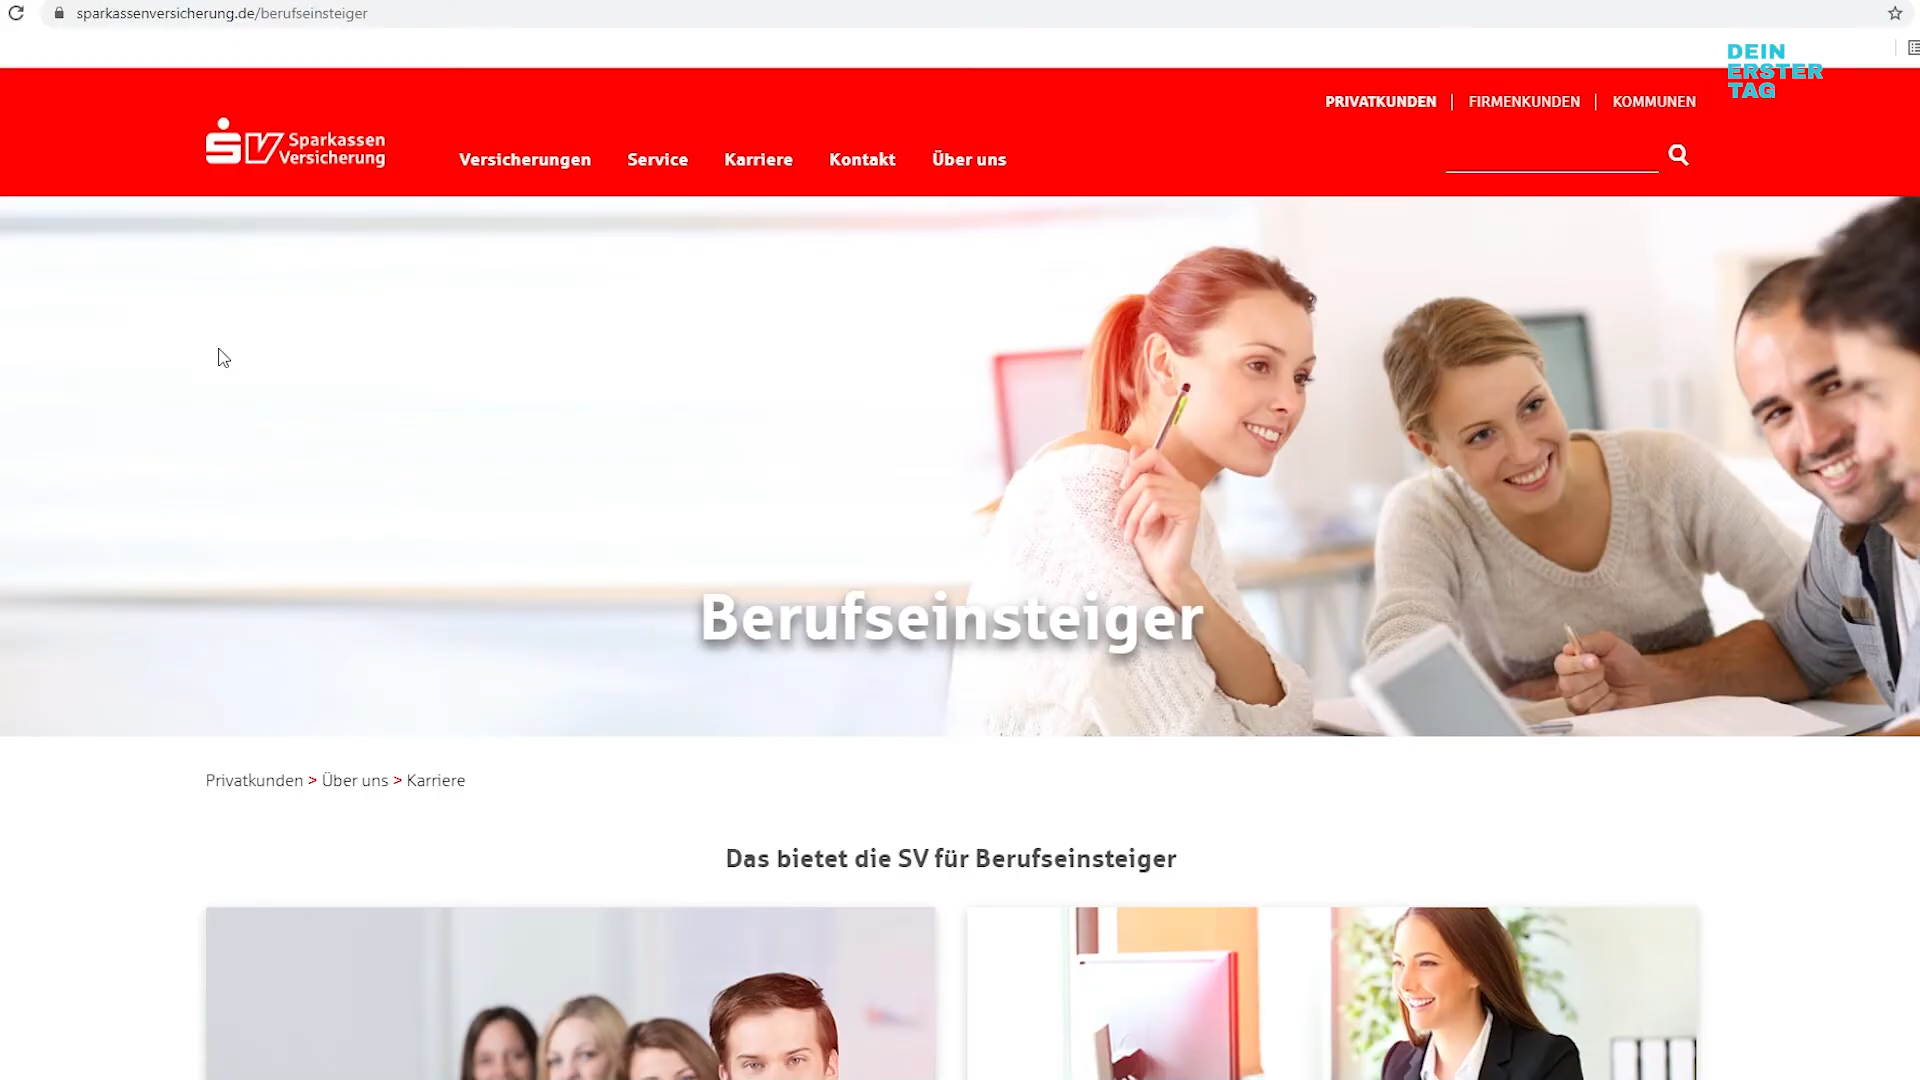 sparkassenversicherung.de/berufseinsteiger
DEIN
ERSTER
TAG
PRIVATKUNDEN | FIRMENKUNDEN | KOMMUNEN
Sparkassen
Versicherung
Versicherungen Service Karriere Kontakt Über uns
Berufseinsteiger
Privatkunden > Über uns > Karriere
Das bietet die SV für Berufseinsteiger